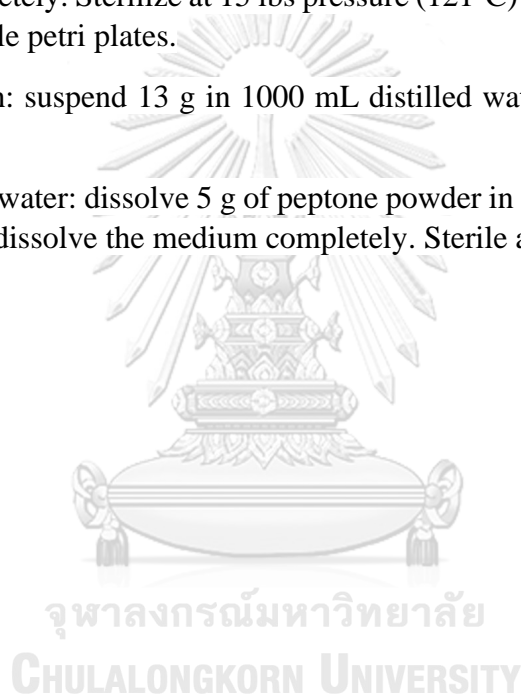 etely. Sterilize at 15 lbs pressure (121°C)
le petri plates.
: suspend 13 g in 1000 mL distilled wat
water: dissolve 5 g of peptone powder in
dissolve the medium completely. Sterile a
จุฬาลงกรณ์มหาวิทยาลัย
CHULALONGKORN UNIVERSITY